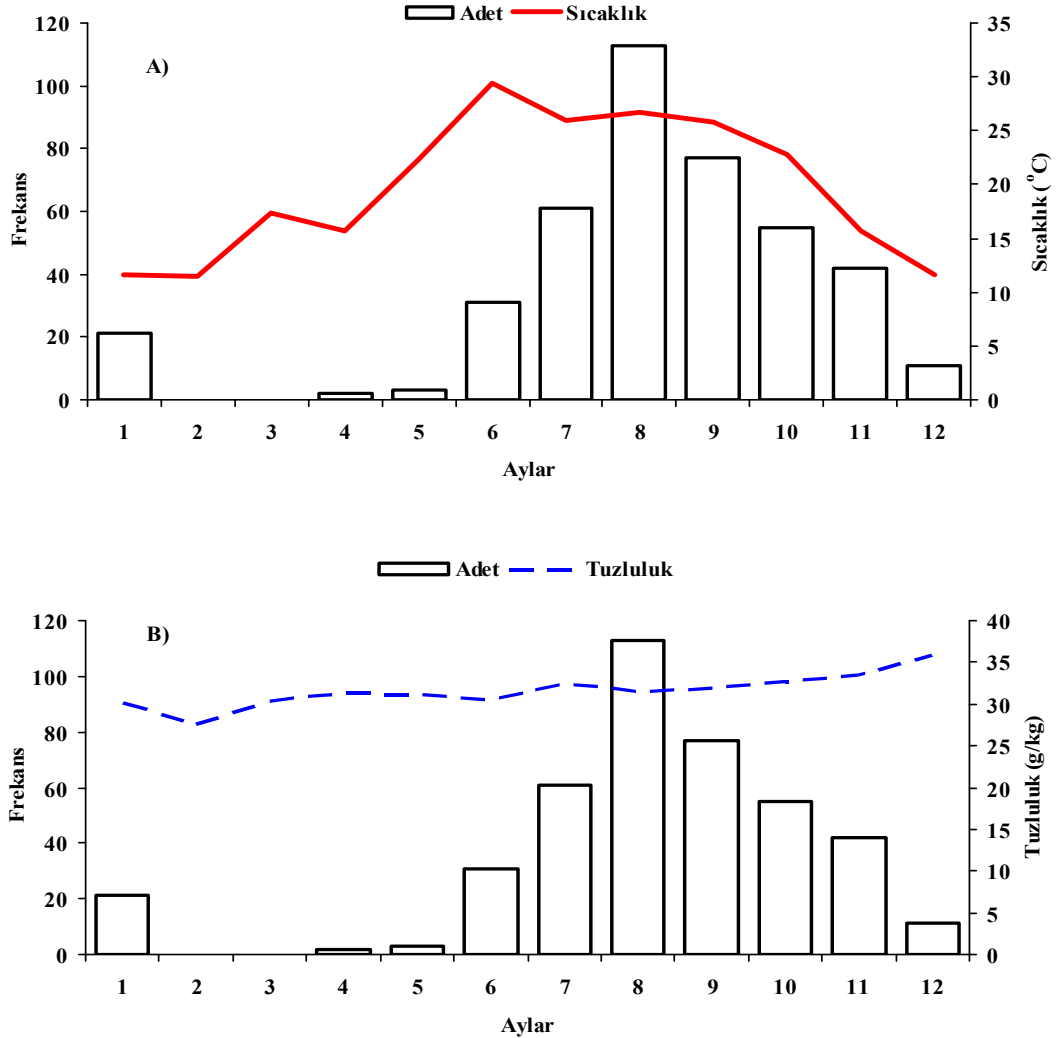 Adet Sıcaklık
A)
120 100 80 60 40 20 0
Frekans
35 30 25 20 15 10 5 0
Sıcaklık (°C)
1 2 3 4 5 6 7 8 9 10 11 12
Aylar
Adet Tuzluluk
B)
120 100 80 60 40 20 0
Frekans
40 35 30 25 20 15 10 5 0
Tuzluluk (g/kg)
1 2 3 4 5 6 7 8 9 10 11 12
Aylar